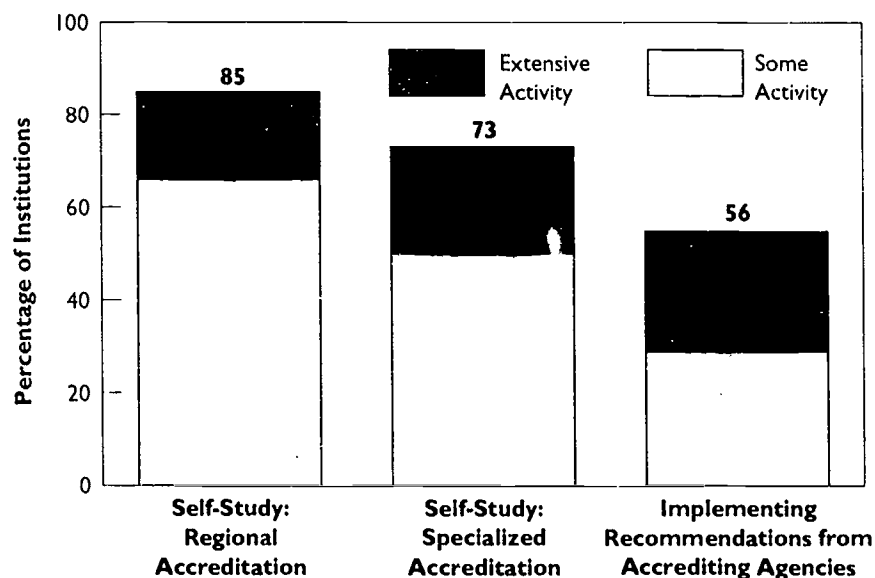 100
80
60
40
20
0
Percentage of Institutions
Extensive
Activity
Some
Activity
85
73
56
Self-Study:
Regional
Accreditation
Self-Study:
Specialized
Accreditation
Implementing
Recommendations from
Accrediting Agencies